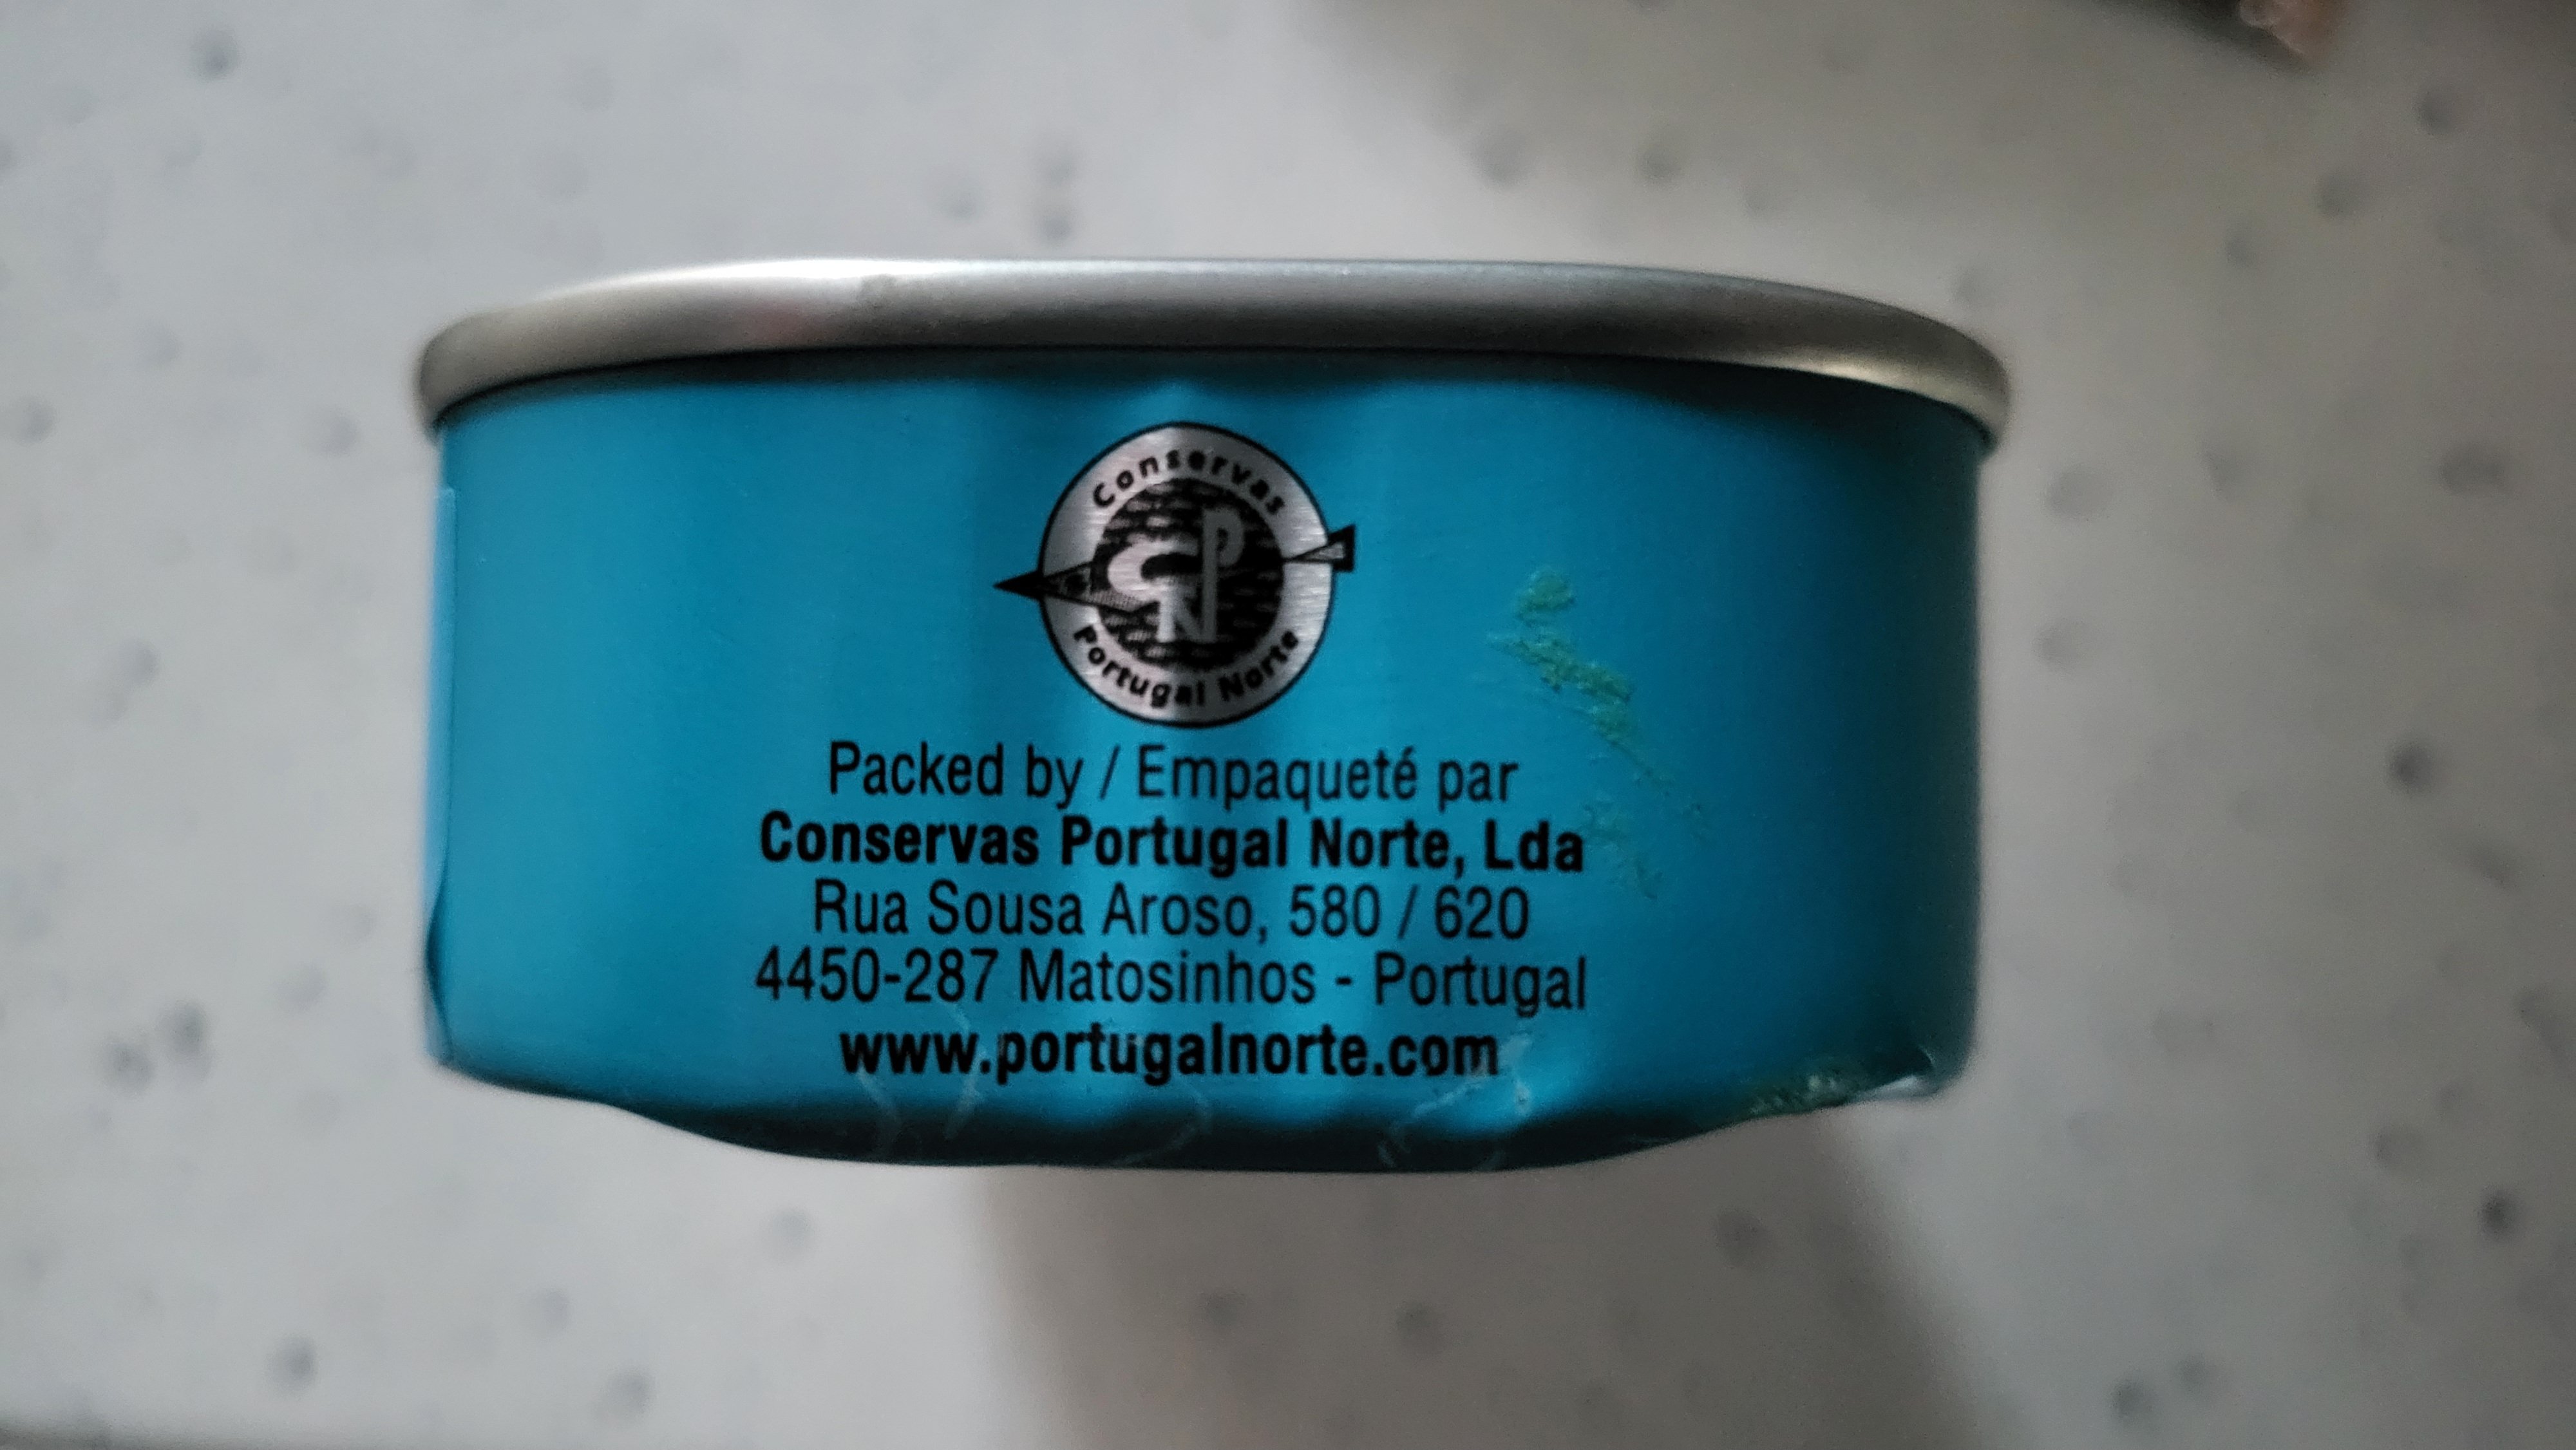 Conservas
CPN
Portugal Norte
Packed by / Empaqueté par
Conservas Portugal Norte, Lda
Rua Sousa Aroso, 580 / 620
4450-287 Matosinhos - Portugal
www.portugalnorte.com